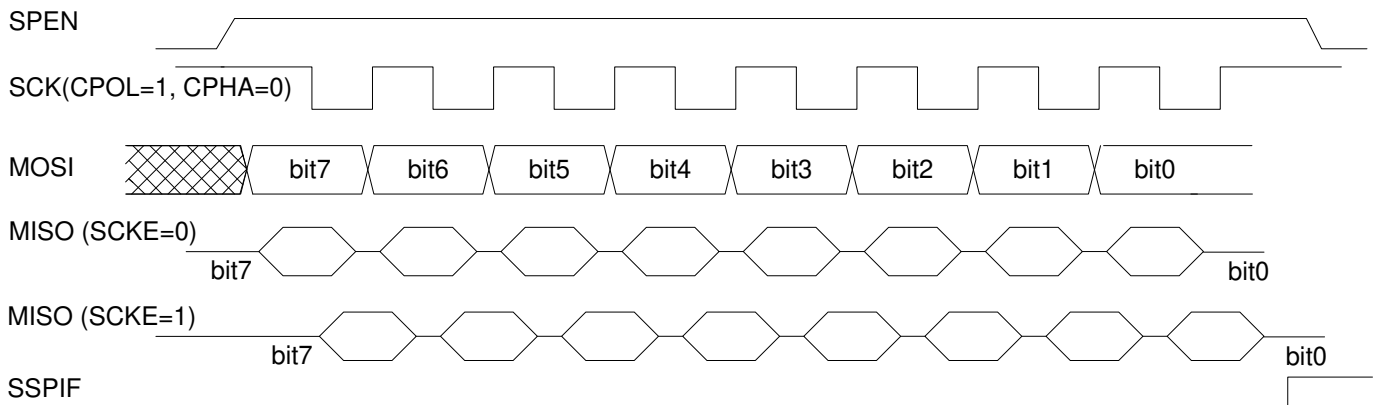 SPEN
SCK(CPOL=1, CPHA=0)
MOSI bit7 bit6 bit5 bit4 bit3 bit2 bit1 bit0
MISO (SCKE=0)
bit7 bit0
MISO (SCKE=1)
bit7 bit0
SSPIF